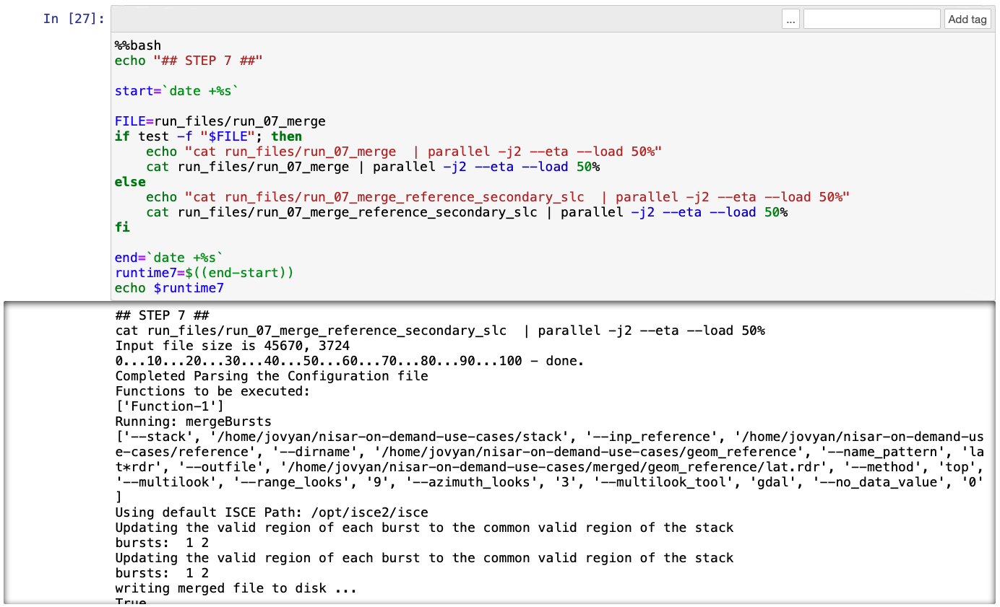 In [27]:
... Add tag
%%bash
echo "## STEP 7 ##"
start=`date +%s`
FILE=run_files/run_07_merge
if test -f "$FILE"; then
    echo "cat run_files/run_07_merge  | parallel -j2 --eta --load 50%"
    cat run_files/run_07_merge | parallel -j2 --eta --load 50%
else
    echo "cat run_files/run_07_merge_reference_secondary_slc  | parallel -j2 --eta --load 50%"
    cat run_files/run_07_merge_reference_secondary_slc | parallel -j2 --eta --load 50%
fi
end=`date +%s`
runtime7=$((end-start))
echo $runtime7
## STEP 7 ##
cat run_files/run_07_merge_reference_secondary_slc  | parallel -j2 --eta --load 50%
Input file size is 45670, 3724
0...10...20...30...40...50...60...70...80...90...100 - done.
Completed Parsing the Configuration file
Functions to be executed:
['Function-1']
Running: mergeBursts
['--stack', '/home/jovyan/nisar-on-demand-use-cases/stack', '--inp_reference', '/home/jovyan/nisar-on-demand-us
e-cases/reference', '--dirname', '/home/jovyan/nisar-on-demand-use-cases/geom_reference', '--name_pattern', 'la
t*rdr', '--outfile', '/home/jovyan/nisar-on-demand-use-cases/merged/geom_reference/lat.rdr', '--method', 'top',
'--multilook', '--range_looks', '9', '--azimuth_looks', '3', '--multilook_tool', 'gdal', '--no_data_value', '0'
]
Using default ISCE Path: /opt/isce2/isce
Updating the valid region of each burst to the common valid region of the stack
bursts:  1 2
Updating the valid region of each burst to the common valid region of the stack
bursts:  1 2
writing merged file to disk ...
True